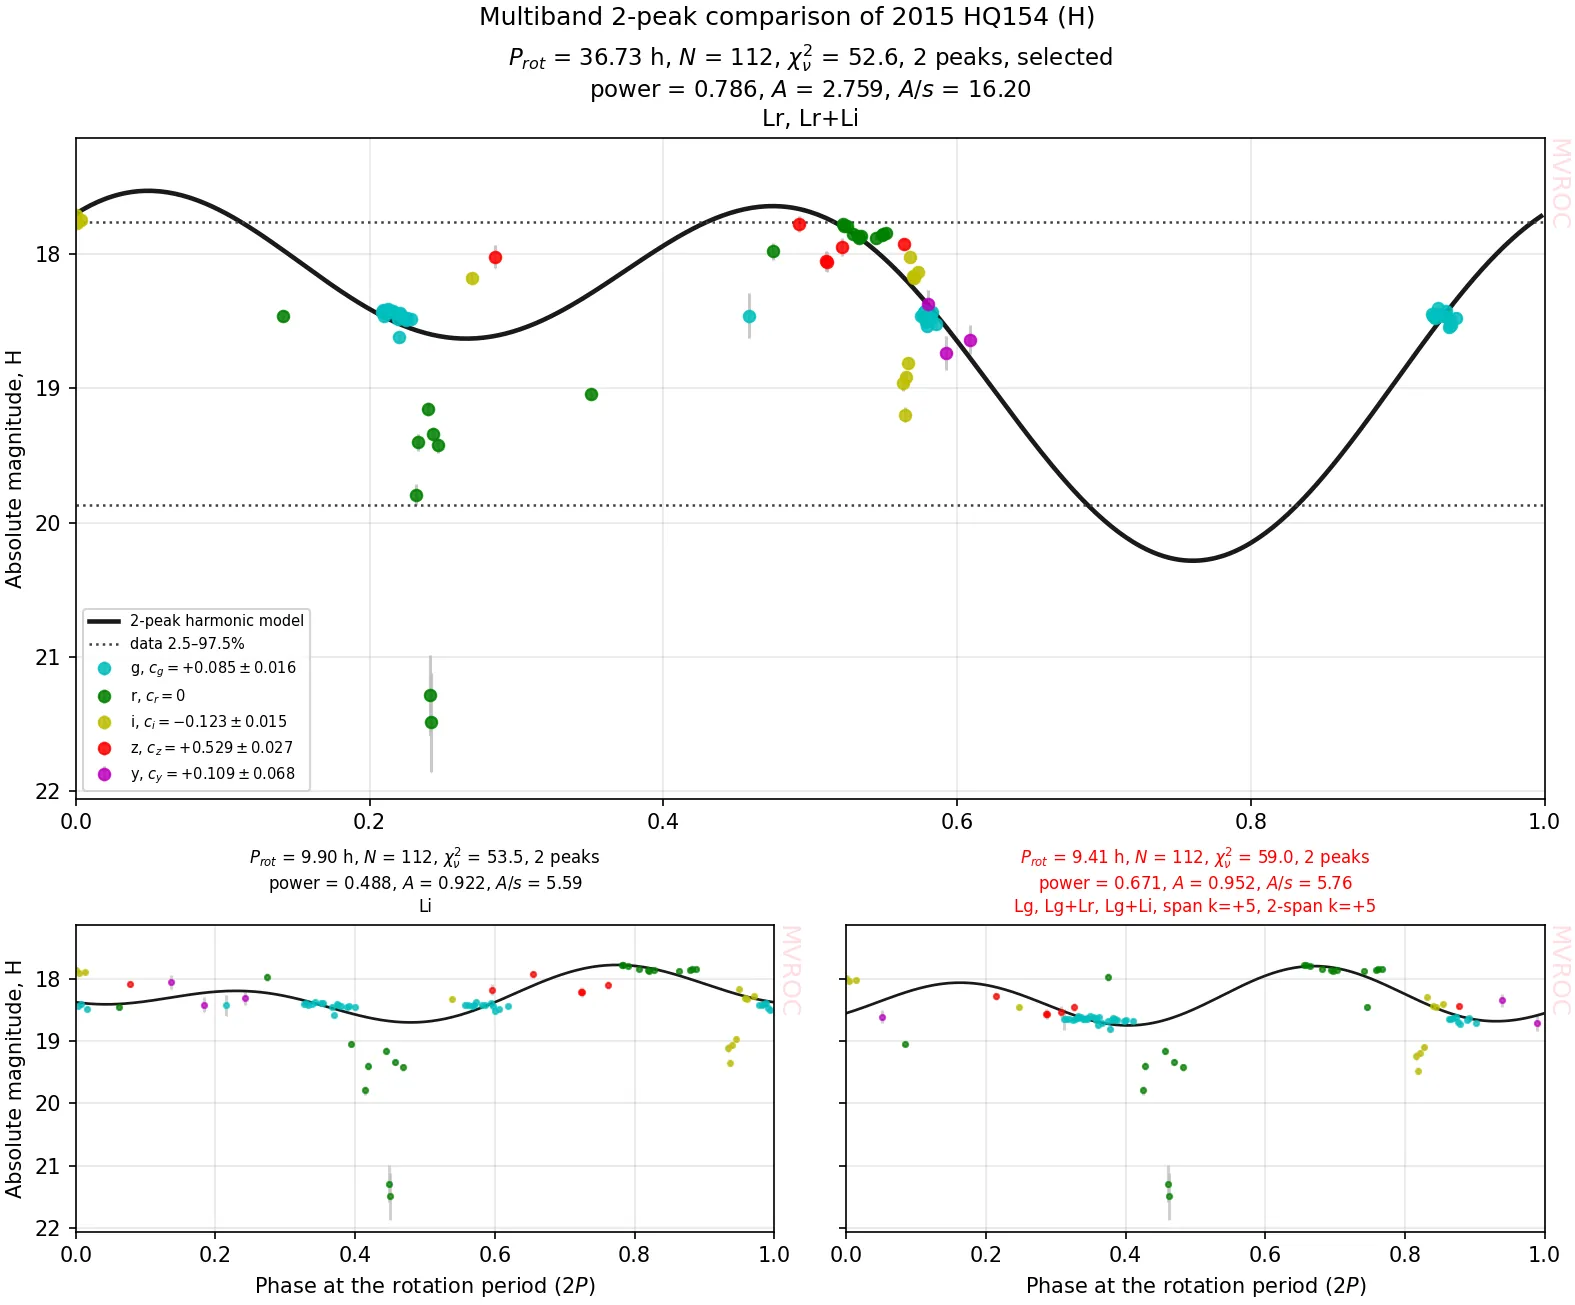 Multiband 2-peak comparison of 2015 HQ154 (H)
P_rot = 36.73 h, N = 112, χ²_ν = 52.6, 2 peaks, selected
power = 0.786, A = 2.759, A/s = 16.20
Lr, Lr+Li
MVROC
Absolute magnitude, H
18
19
20
21
22
2-peak harmonic model
data 2.5–97.5%
g, c_g = +0.085 ± 0.016
r, c_r = 0
i, c_i = −0.123 ± 0.015
z, c_z = +0.529 ± 0.027
y, c_y = +0.109 ± 0.068
0.0 0.2 0.4 0.6 0.8 1.0
P_rot = 9.90 h, N = 112, χ²_ν = 53.5, 2 peaks
power = 0.488, A = 0.922, A/s = 5.59
Li
MVROC
Absolute magnitude, H
18
19
20
21
22
0.0 0.2 0.4 0.6 0.8 1.0
Phase at the rotation period (2P)
P_rot = 9.41 h, N = 112, χ²_ν = 59.0, 2 peaks
power = 0.671, A = 0.952, A/s = 5.76
Lg, Lg+Lr, Lg+Li, span k=+5, 2-span k=+5
MVROC
0.0 0.2 0.4 0.6 0.8 1.0
Phase at the rotation period (2P)